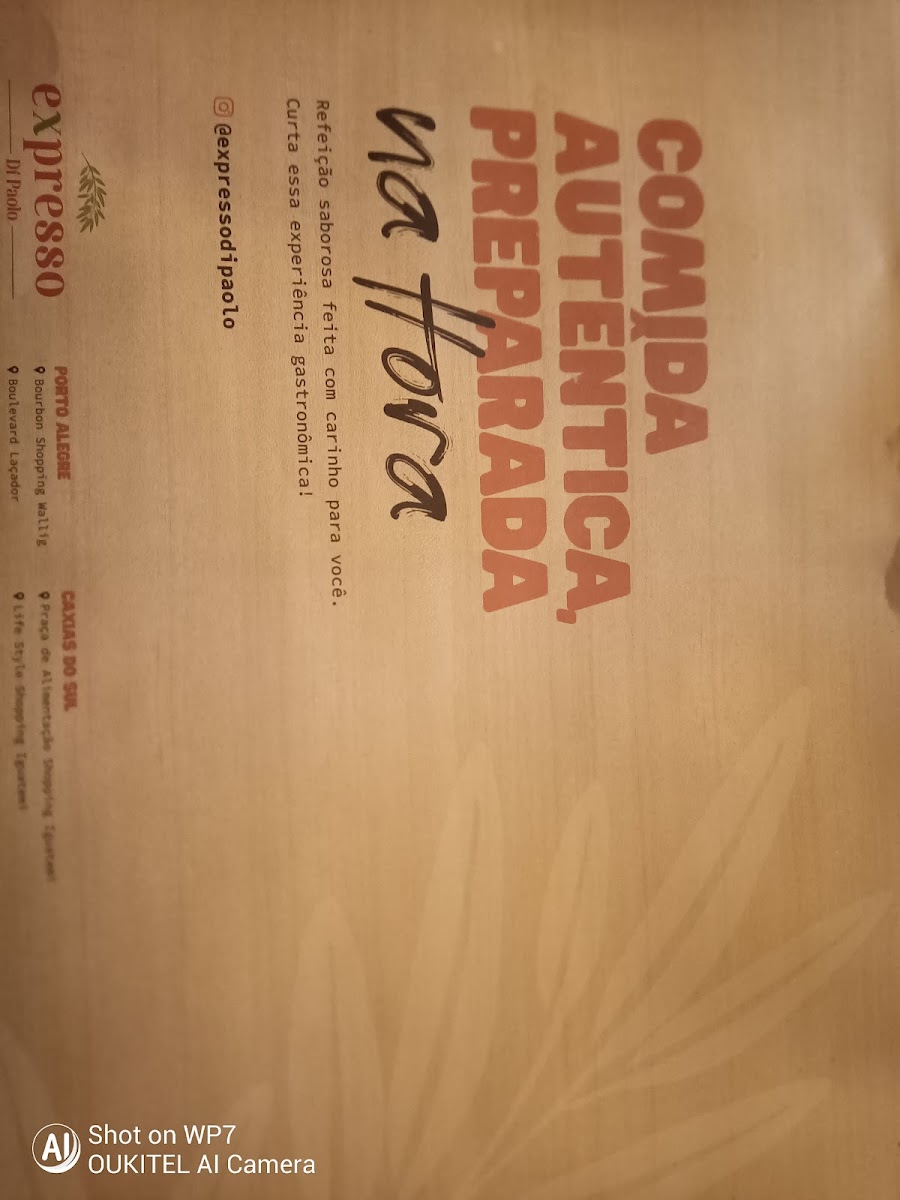 COMIDA
AUTÊNTICA,
PREPARADA
na Hora
Refeição saborosa feita com carinho para você.
Curta essa experiência gastronômica!
@expressodipaolo
expresso
Di Paolo
PORTO ALEGRE
Bourbon Shopping Wallig
Boulevard Laçador
CAXIAS DO SUL
Praça de Alimentação Shopping Iguatemi
Life Style Shopping Iguatemi
AI
Shot on WP7
OUKITEL AI Camera